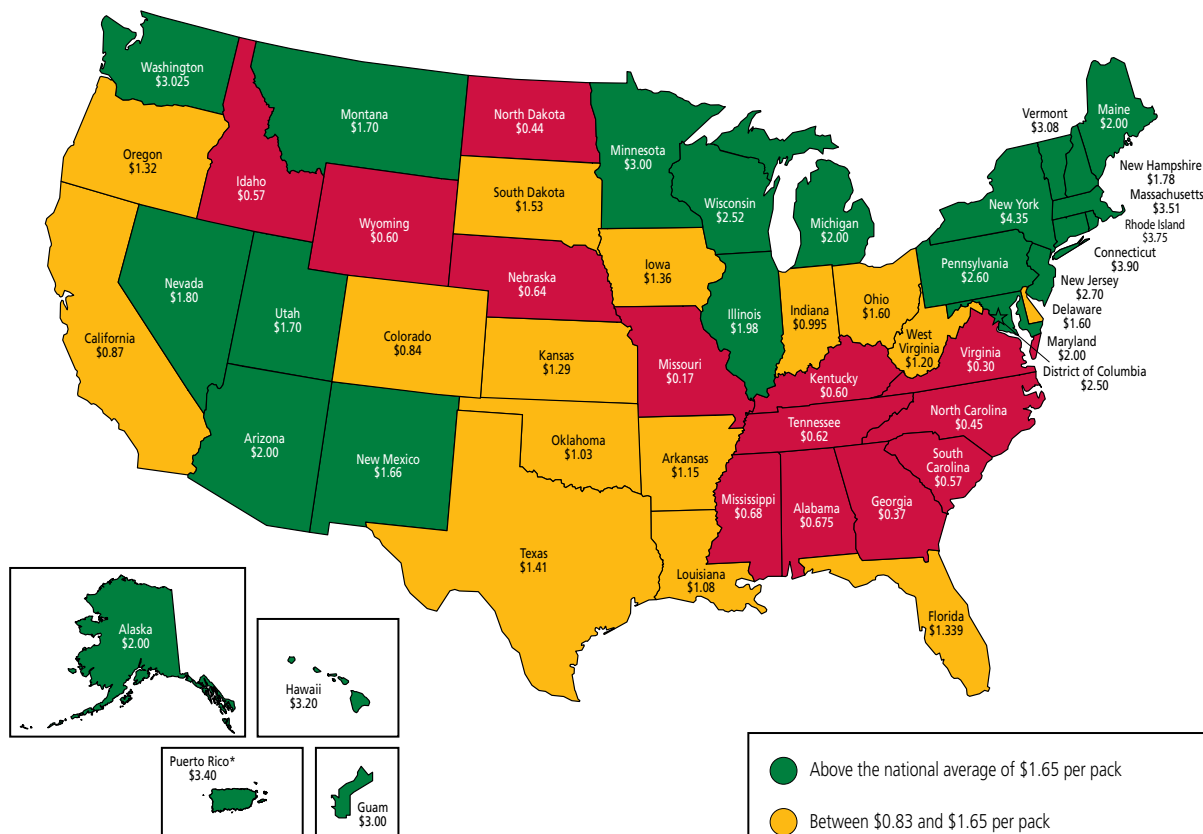 Washington
$3.025
Montana
$1.70
North Dakota
$0.44
Minnesota
$3.00
Vermont
$3.08
Maine
$2.00
Oregon
$1.32
Idaho
$0.57
Wyoming
$0.60
South Dakota
$1.53
Wisconsin
$2.52
Michigan
$2.00
New York
$4.35
New Hampshire
$1.78
Massachusetts
$3.51
Rhode Island
$3.75
Connecticut
$3.90
New Jersey
$2.70
Delaware
$1.60
Maryland
$2.00
District of Columbia
$2.50
Pennsylvania
$2.60
Nevada
$1.80
Utah
$1.70
Nebraska
$0.64
Iowa
$1.36
Illinois
$1.98
Indiana
$0.995
Ohio
$1.60
West
Virginia
$1.20
Virginia
$0.30
California
$0.87
Colorado
$0.84
Kansas
$1.29
Missouri
$0.17
Kentucky
$0.60
North Carolina
$0.45
Tennessee
$0.62
South
Carolina
$0.57
Arizona
$2.00
New Mexico
$1.66
Oklahoma
$1.03
Arkansas
$1.15
Mississippi
$0.68
Alabama
$0.675
Georgia
$0.37
Texas
$1.41
Louisiana
$1.08
Florida
$1.339
Alaska
$2.00
Hawaii
$3.20
Puerto Rico*
$3.40
Guam
$3.00
Above the national average of $1.65 per pack
Between $0.83 and $1.65 per pack